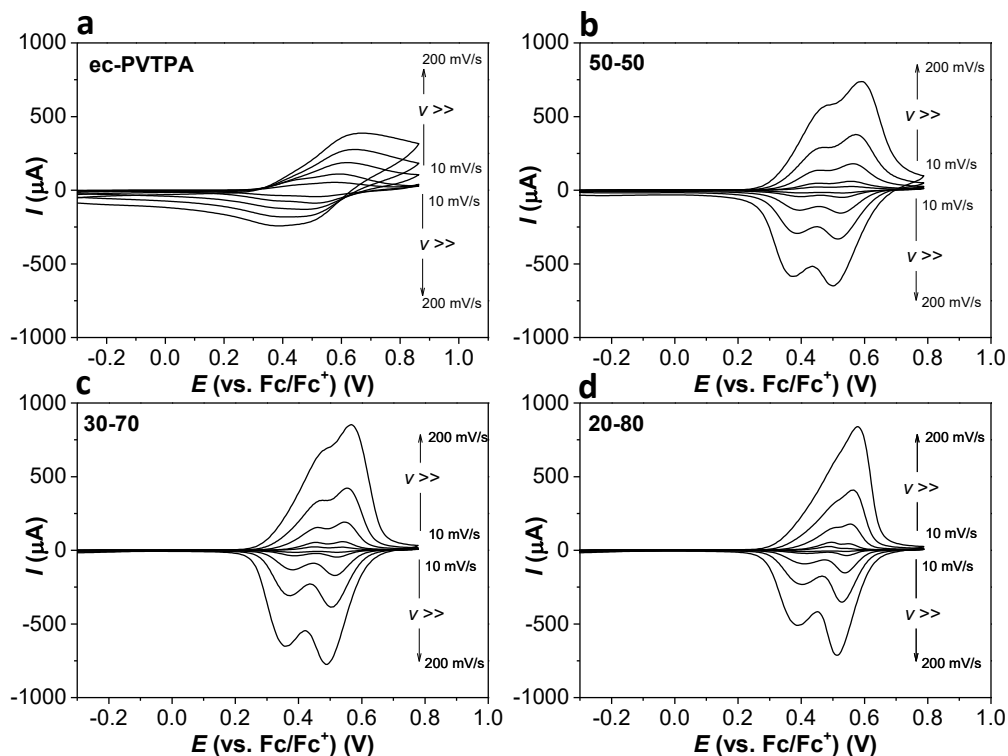 a
ec-PVTPA
1000
500
0
-500
-1000
I (µA)
200 mV/s
v >>
10 mV/s
10 mV/s
v >>
200 mV/s
-0.2 0.0 0.2 0.4 0.6 0.8 1.0
E (vs. Fc/Fc⁺) (V)
b
50-50
1000
500
0
-500
-1000
I (µA)
200 mV/s
v >>
10 mV/s
10 mV/s
v >>
200 mV/s
-0.2 0.0 0.2 0.4 0.6 0.8 1.0
E (vs. Fc/Fc⁺) (V)
c
30-70
1000
500
0
-500
-1000
I (µA)
200 mV/s
v >>
10 mV/s
10 mV/s
v >>
200 mV/s
-0.2 0.0 0.2 0.4 0.6 0.8 1.0
E (vs. Fc/Fc⁺) (V)
d
20-80
1000
500
0
-500
-1000
I (µA)
200 mV/s
v >>
10 mV/s
10 mV/s
v >>
200 mV/s
-0.2 0.0 0.2 0.4 0.6 0.8 1.0
E (vs. Fc/Fc⁺) (V)